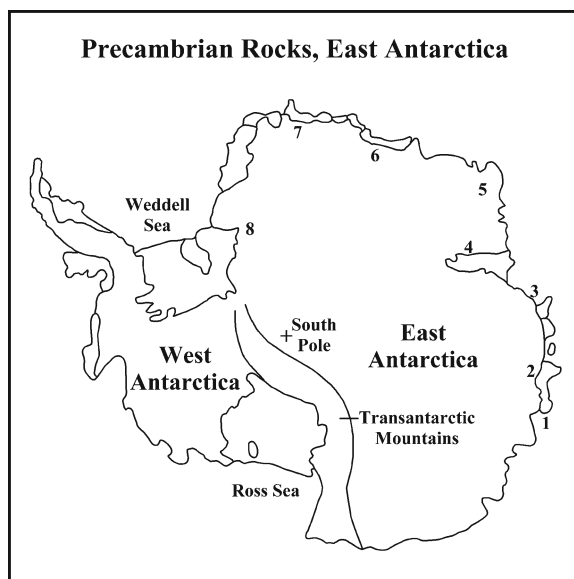 Precambrian Rocks, East Antarctica
7
6
5
Weddell
Sea
8
4
3
South
Pole
East
Antarctica
West
Antarctica
2
1
Transantarctic
Mountains
Ross Sea